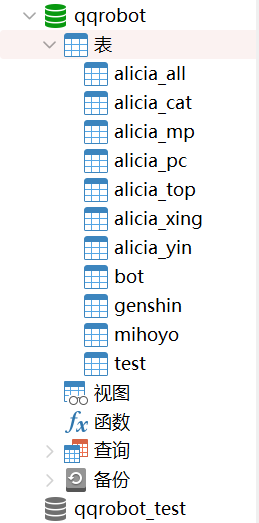 qqrobot
表
alicia_all
alicia_cat
alicia_mp
alicia_pc
alicia_top
alicia_xing
alicia_yin
bot
genshin
mihoyo
test
视图
fx 函数
查询
备份
qqrobot_test